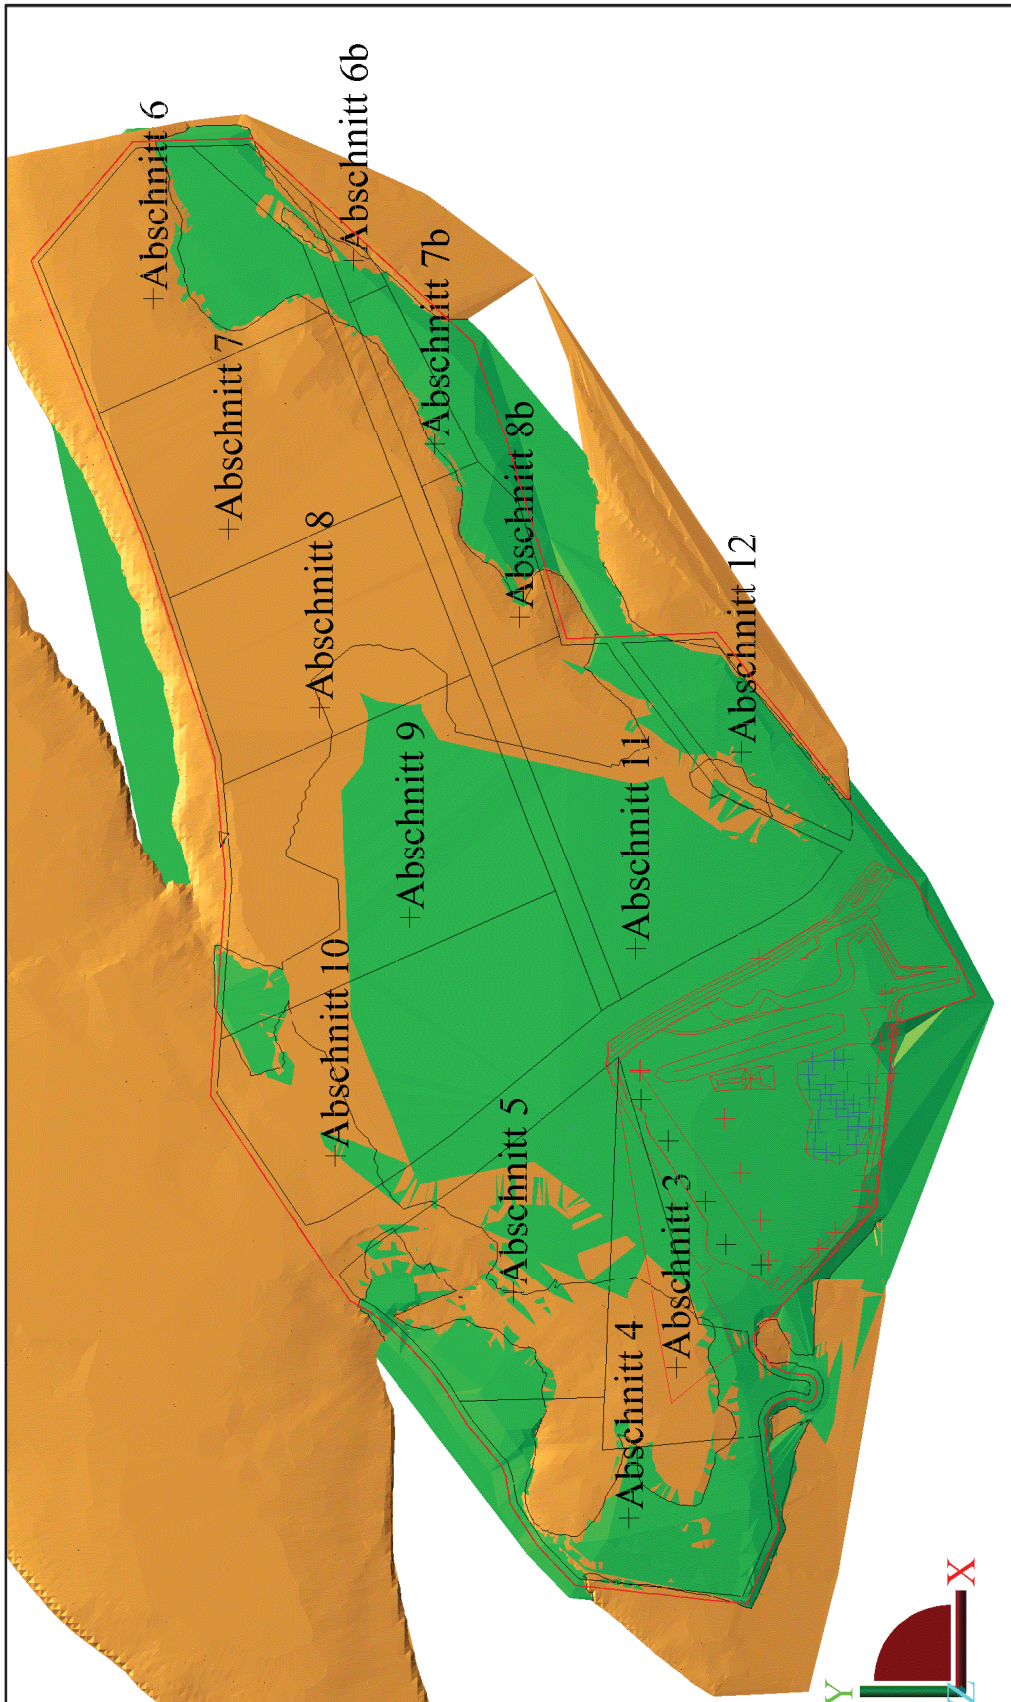 +Abschnitt 6
+Abschnitt 6b
+Abschnitt 7
+Abschnitt 7b
+Abschnitt 8
+Abschnitt 8b
+Abschnitt 9
+Abschnitt 10
+Abschnitt 11
+Abschnitt 12
+Abschnitt 5
+Abschnitt 3
+Abschnitt 4
Y
Z
X